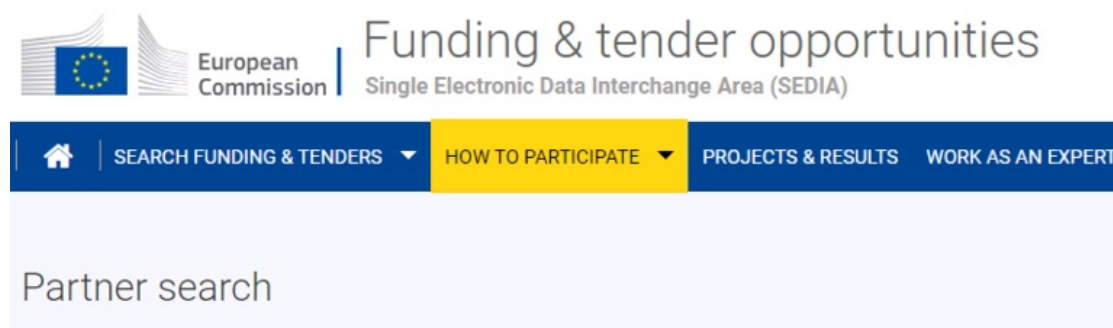 European
Commission
Funding & tender opportunities
Single Electronic Data Interchange Area (SEDIA)
SEARCH FUNDING & TENDERS HOW TO PARTICIPATE PROJECTS & RESULTS WORK AS AN EXPERT
Partner search